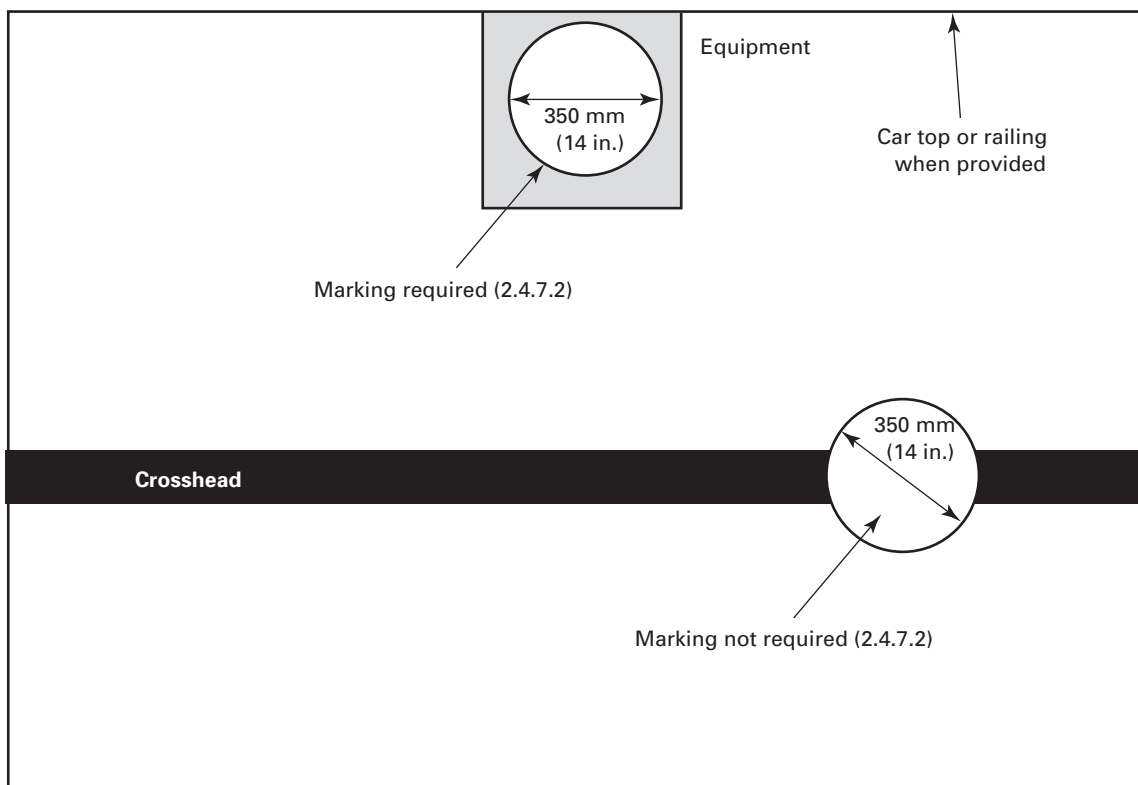 Equipment
350 mm
(14 in.)
Car top or railing
when provided
Marking required (2.4.7.2)
350 mm
(14 in.)
Crosshead
Marking not required (2.4.7.2)